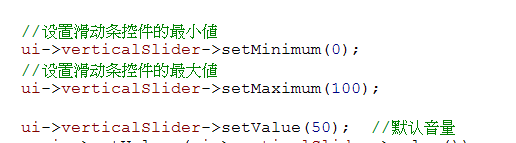 //设置滑动条控件的最小值
ui->verticalSlider->setMinimum(0);
//设置滑动条控件的最大值
ui->verticalSlider->setMaximum(100);
ui->verticalSlider->setValue(50);  //默认音量